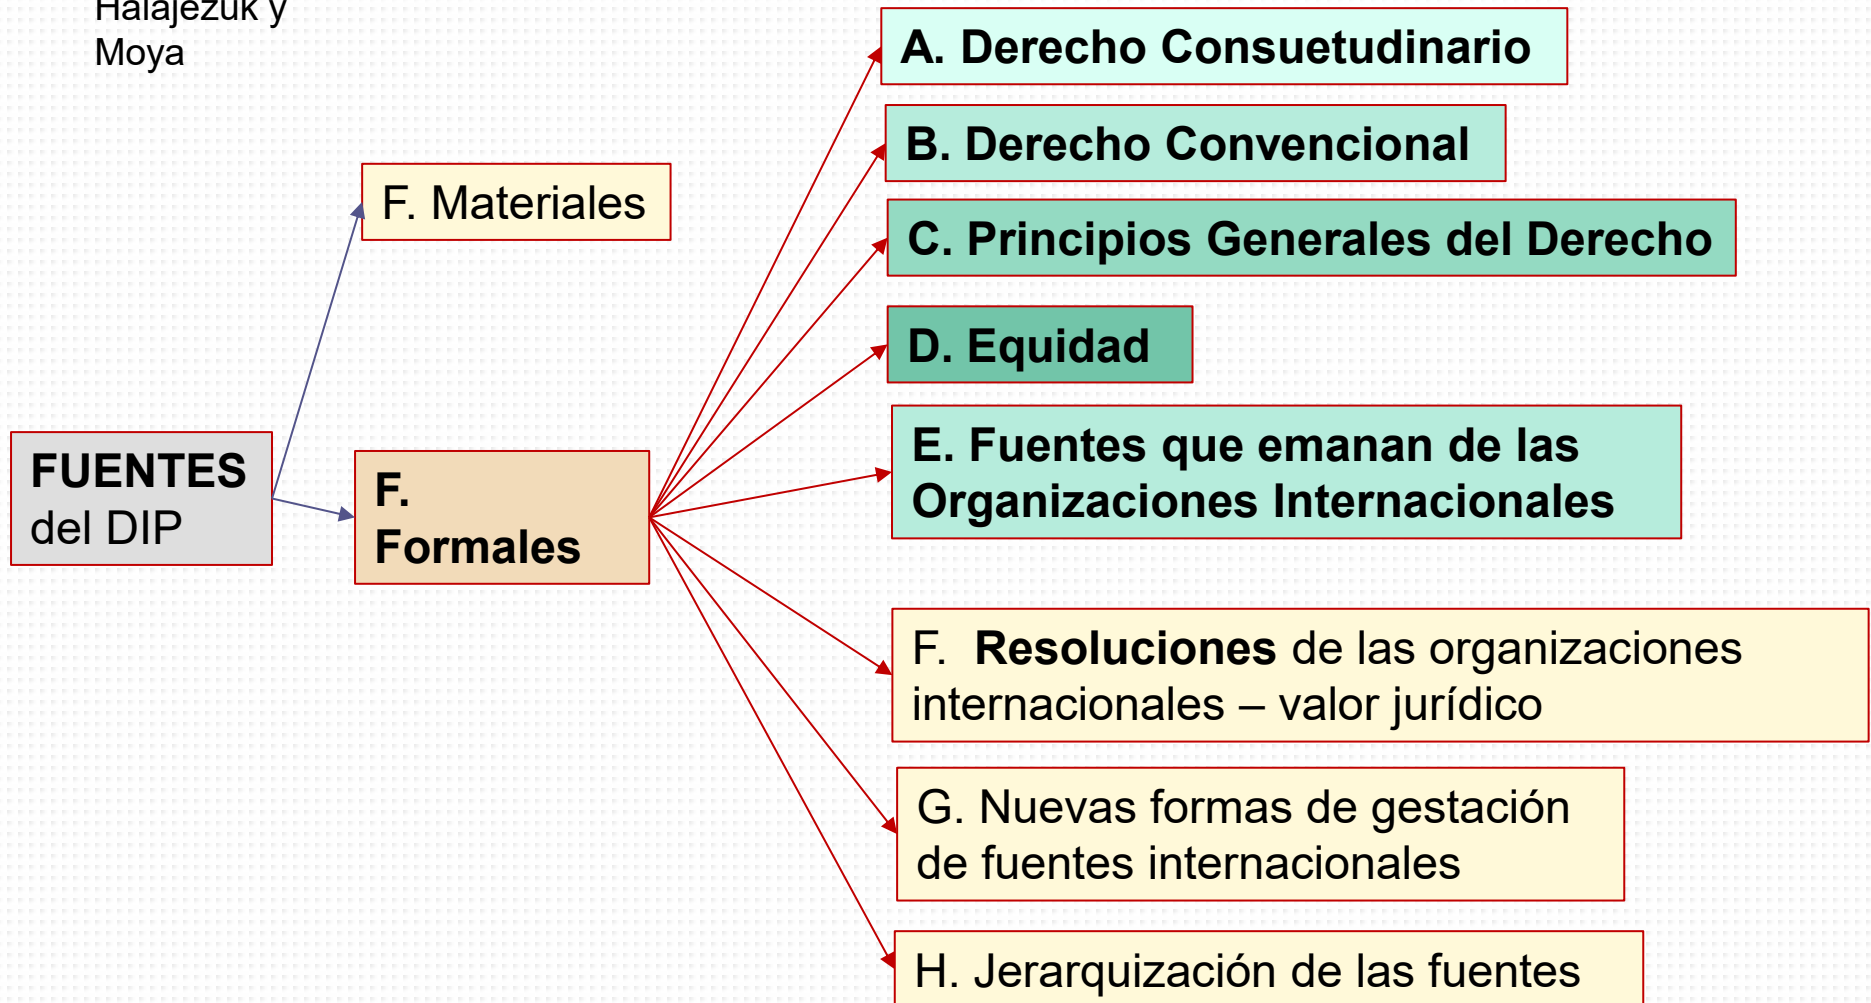 Halajezuk y
Moya
F. Materiales
FUENTES
del DIP
F.
Formales
A. Derecho Consuetudinario
B. Derecho Convencional
C. Principios Generales del Derecho
D. Equidad
E. Fuentes que emanan de las
Organizaciones Internacionales
F. Resoluciones de las organizaciones
internacionales – valor jurídico
G. Nuevas formas de gestación
de fuentes internacionales
H. Jerarquización de las fuentes